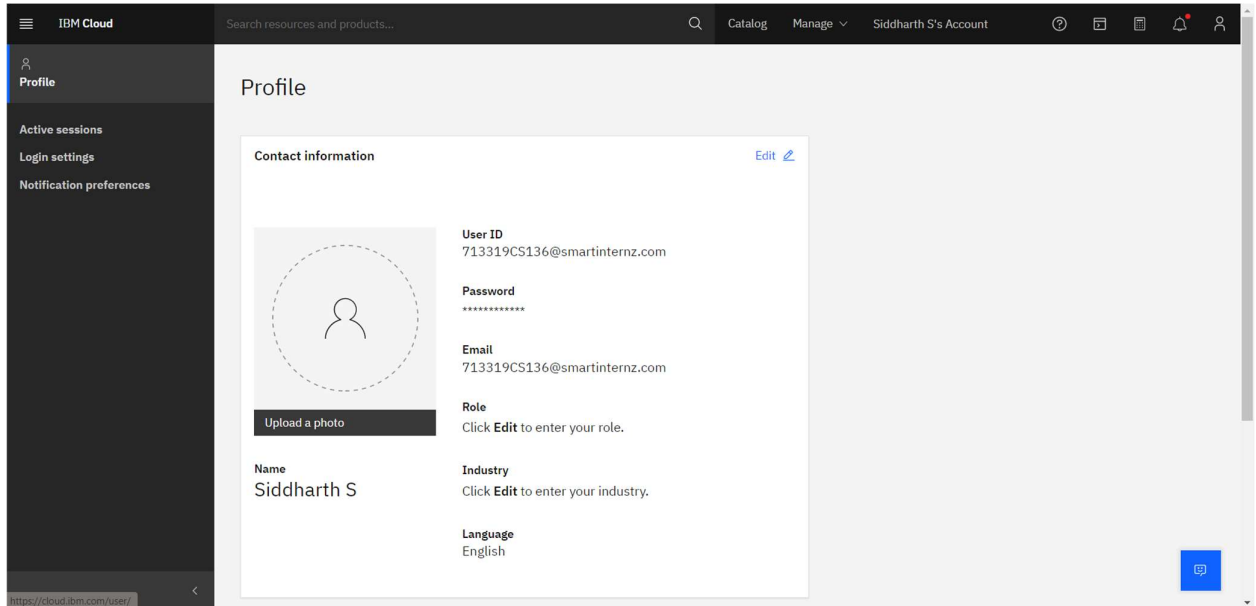 IBM Cloud
Search resources and products...
Catalog
Manage
Siddharth S's Account
Profile
Active sessions
Login settings
Notification preferences
Profile
Contact information
Edit
Upload a photo
Name
Siddharth S
User ID
713319CS136@smartinternz.com
Password
************
Email
713319CS136@smartinternz.com
Role
Click Edit to enter your role.
Industry
Click Edit to enter your industry.
Language
English
https://cloud.ibm.com/user/